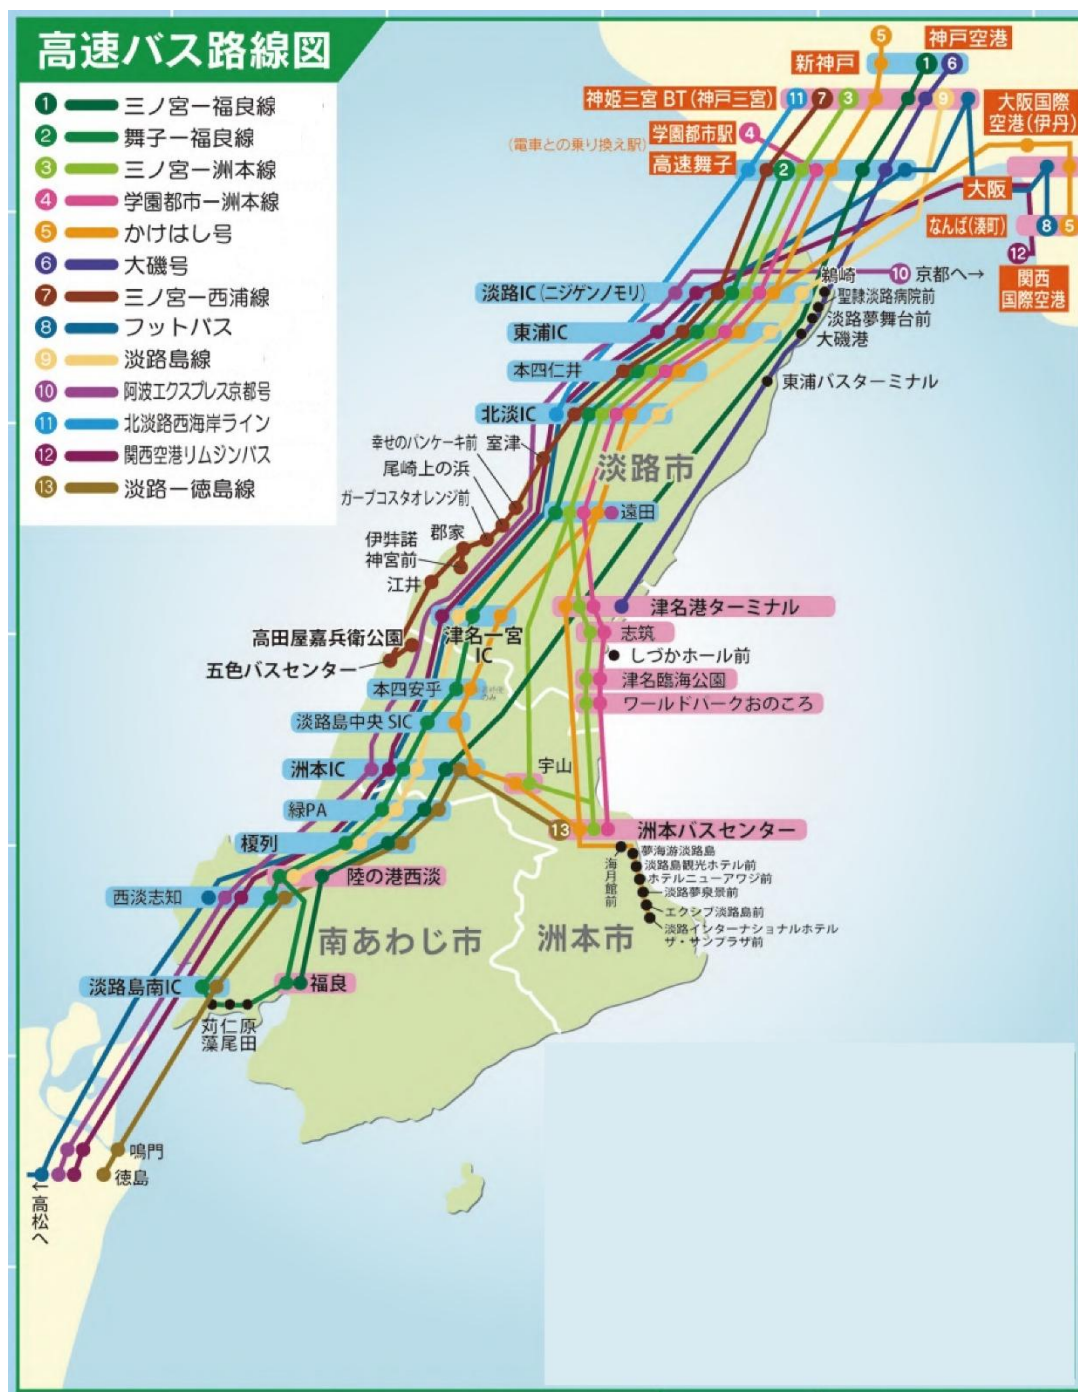 高速バス路線図
1 三ノ宮ー福良線
2 舞子ー福良線
3 三ノ宮ー洲本線
4 学園都市ー洲本線
5 かけはし号
6 大磯号
7 三ノ宮ー西浦線
8 フットバス
9 淡路島線
10 阿波エクスプレス京都号
11 北淡路西海岸ライン
12 関西空港リムジンバス
13 淡路ー徳島線
5
神戸空港
新神戸
1
6
神姫三宮BT(神戸三宮)
11
7
3
9
大阪国際
空港(伊丹)
学園都市駅
4
(電車との乗り換え駅)
高速舞子
2
大阪
なんば(湊町)
8
5
12
関西
国際空港
10 京都へ→
鵜崎
淡路IC(ニジゲンノモリ)
聖隷淡路病院前
淡路夢舞台前
大磯港
東浦IC
本四仁井
東浦バスターミナル
北淡IC
幸せのパンケーキ前
室津
尾崎上の浜
淡路市
ガーブコスタオレンジ前
遠田
郡家
伊弉諾
神宮前
江井
津名港ターミナル
高田屋嘉兵衛公園
津名一宮
IC
志筑
五色バスセンター
しづかホール前
本四安乎
津名臨海公園
ワールドパークおのころ
淡路島中央SIC
洲本IC
宇山
緑PA
13
洲本バスセンター
榎列
海月館前
夢海游淡路島
淡路島観光ホテル前
ホテルニューアワジ前
淡路夢泉景前
エクシブ淡路島前
淡路インターナショナルホテル
ザ・サンプラザ前
陸の港西淡
西淡志知
南あわじ市
洲本市
淡路島南IC
福良
苅藻
仁尾
原田
鳴門
徳島
←高松へ